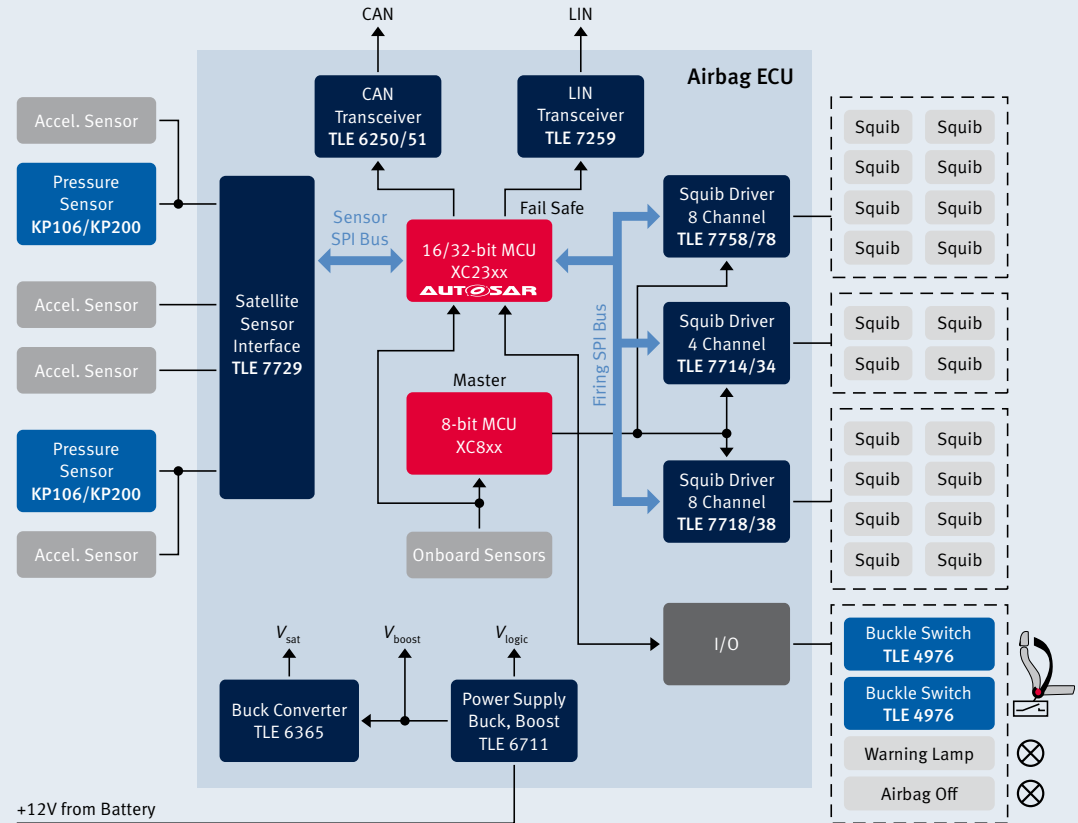 CAN
LIN
Airbag ECU
Accel. Sensor
Pressure
Sensor
KP106/KP200
Accel. Sensor
Accel. Sensor
Pressure
Sensor
KP106/KP200
Accel. Sensor
Satellite
Sensor
Interface
TLE 7729
CAN
Transceiver
TLE 6250/51
LIN
Transceiver
TLE 7259
Sensor
SPI Bus
Fail Safe
16/32-bit MCU
XC23xx
AUTOSAR
Master
8-bit MCU
XC8xx
Onboard Sensors
Firing SPI Bus
Squib Driver
8 Channel
TLE 7758/78
Squib Driver
4 Channel
TLE 7714/34
Squib Driver
8 Channel
TLE 7718/38
I/O
Squib Squib
Squib Squib
Squib Squib
Squib Squib
Squib Squib
Squib Squib
Squib Squib
Squib Squib
Squib Squib
Squib Squib
Buckle Switch
TLE 4976
Buckle Switch
TLE 4976
Warning Lamp
Airbag Off
Vsat
Vboost
Vlogic
Buck Converter
TLE 6365
Power Supply
Buck, Boost
TLE 6711
+12V from Battery